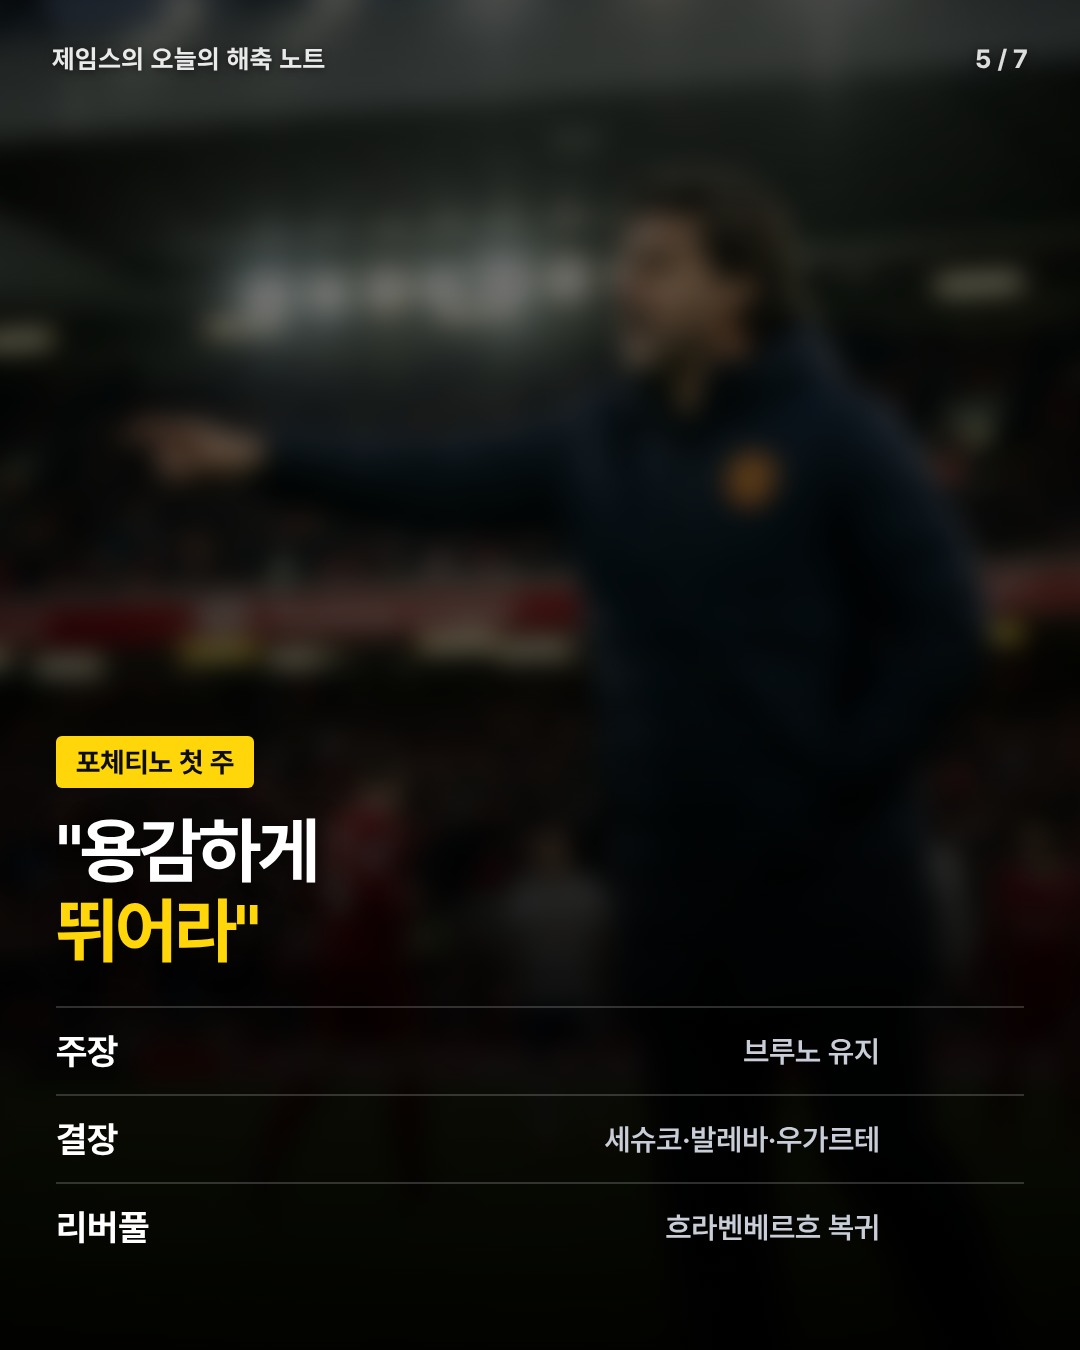 제임스의 오늘의 해축 노트
5 / 7
포체티노 첫 주
"용감하게
뛰어라"
주장 브루노 유지
결장 세슈코·발레바·우가르테
리버풀 흐라벤베르흐 복귀